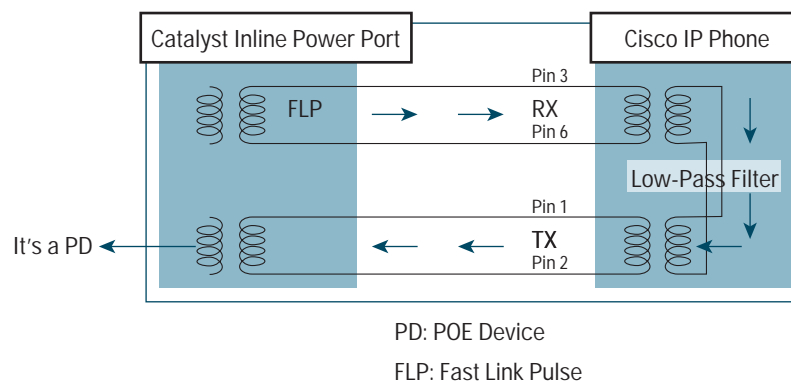 Catalyst Inline Power Port
Cisco IP Phone
Pin 3
FLP
RX
Pin 6
Low-Pass Filter
Pin 1
It's a PD
TX
Pin 2
PD: POE Device
FLP: Fast Link Pulse